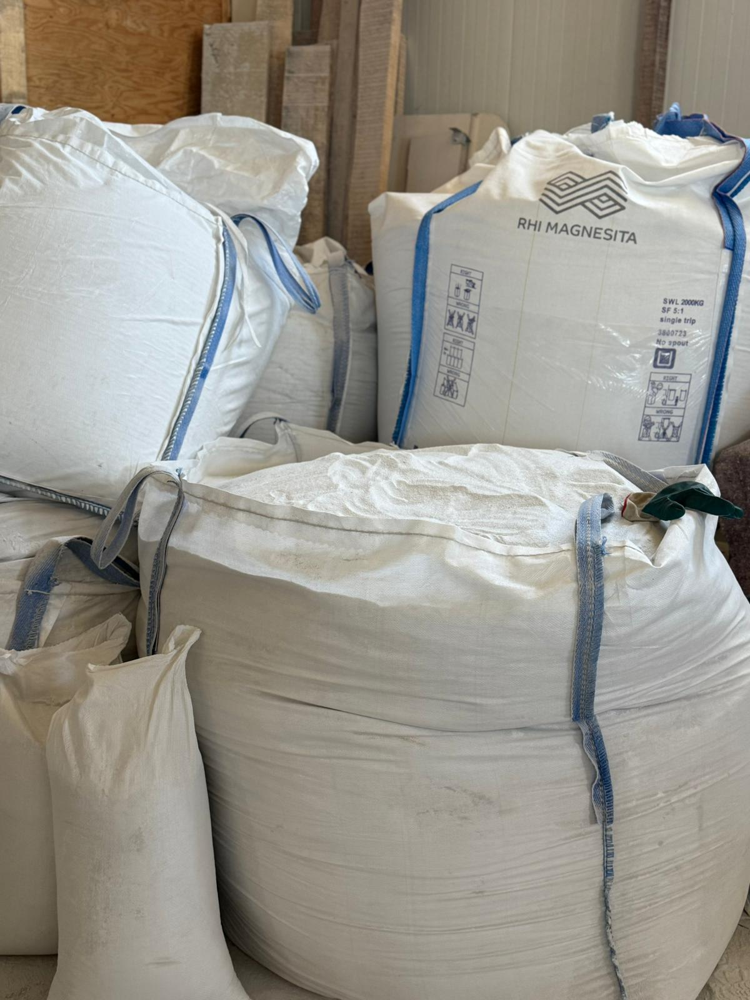 RHI MAGNESITA
RIGHT
WRONG
RIGHT
WRONG
SWL 2000KG
SF 5:1
single trip
3800723
No spout
RIGHT
WRONG